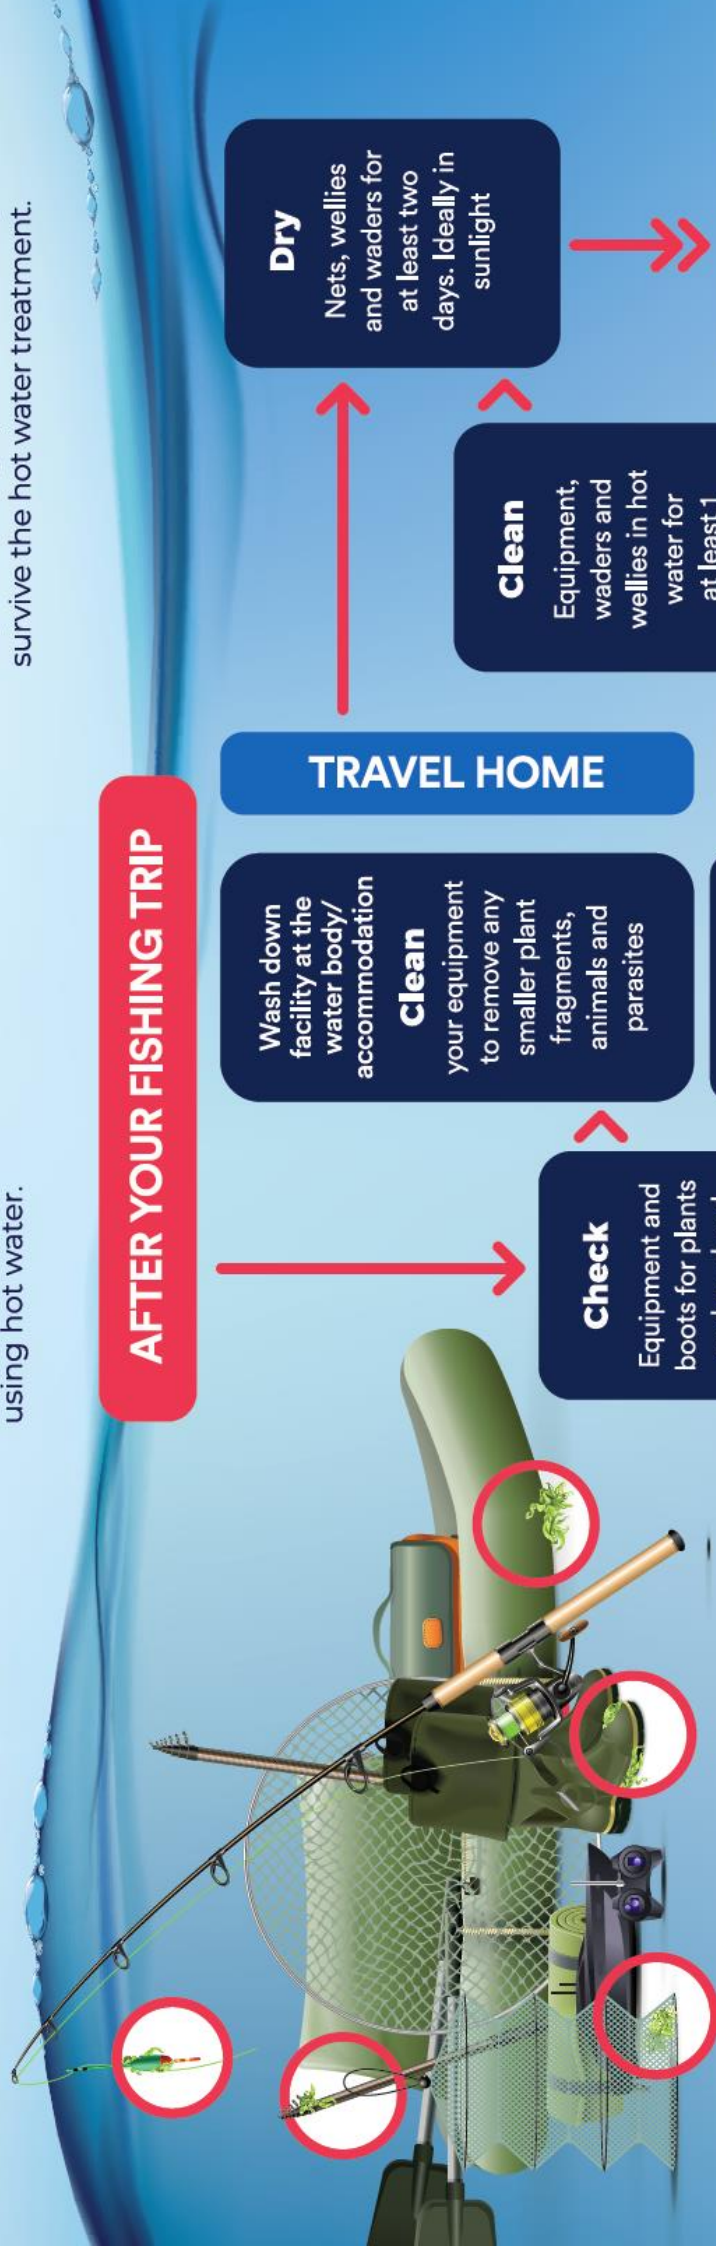 using hot water.
survive the hot water treatment.
AFTER YOUR FISHING TRIP
Check
Equipment and
boots for plants
Wash down
facility at the
water body/
accommodation
Clean
your equipment
to remove any
smaller plant
fragments,
animals and
parasites
TRAVEL HOME
Clean
Equipment,
waders and
wellies in hot
water for
at least 1
Dry
Nets, wellies
and waders for
at least two
days. Ideally in
sunlight